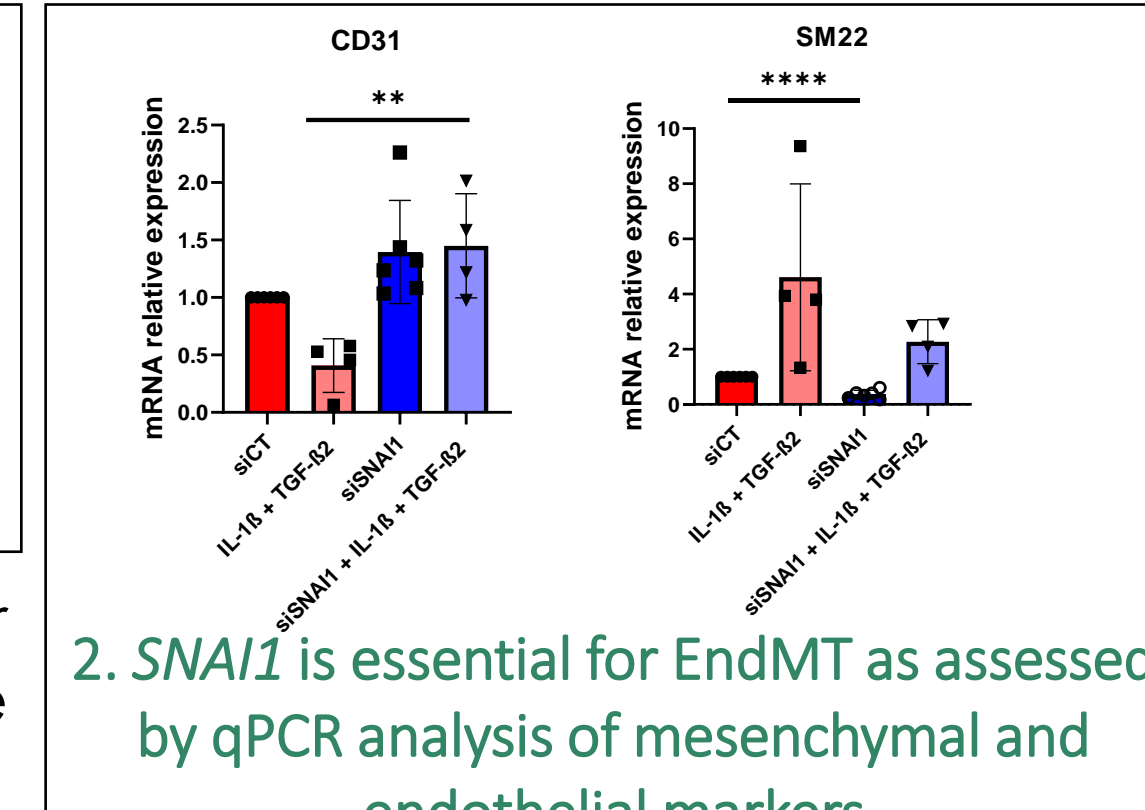 CD31
**
mRNA relative expression
2.5
2.0
1.5
1.0
0.5
0.0
siCT
IL-1ß + TGF-ß2
siSNAI1
siSNAI1 + IL-1ß + TGF-ß2
SM22
****
mRNA relative expression
10
8
6
4
2
0
siCT
IL-1ß + TGF-ß2
siSNAI1
siSNAI1 + IL-1ß + TGF-ß2
2. SNAI1 is essential for EndMT as assessed
by qPCR analysis of mesenchymal and
endothelial markers